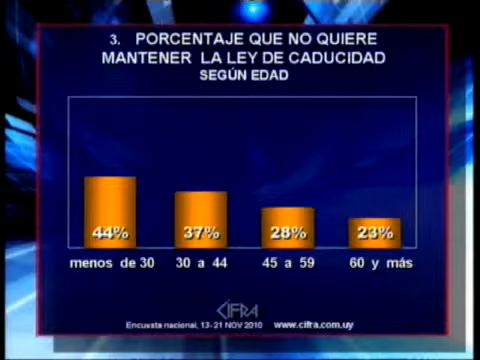 3. PORCENTAJE QUE NO QUIERE
MANTENER LA LEY DE CADUCIDAD
SEGÚN EDAD
44% 37% 28% 23%
menos de 30 30 a 44 45 a 59 60 y más
CIFRA
Encuesta nacional, 13-21 NOV 2010 www.cifra.com.uy